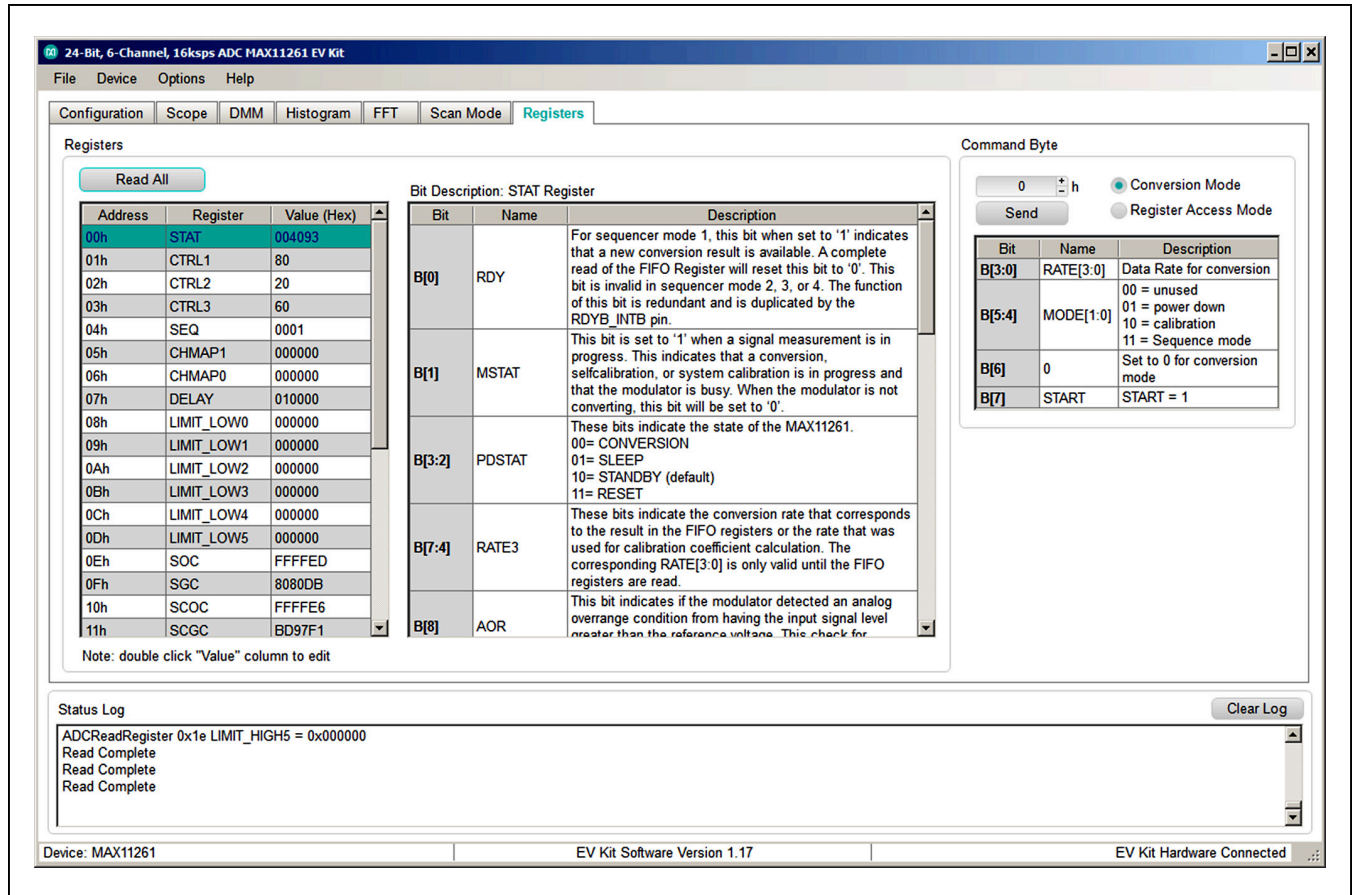 24-Bit, 6-Channel, 16ksps ADC MAX11261 EV Kit
File Device Options Help
Configuration Scope DMM Histogram FFT Scan Mode Registers
Registers
Read All
Address Register Value (Hex)
00h STAT 004093
01h CTRL1 80
02h CTRL2 20
03h CTRL3 60
04h SEQ 0001
05h CHMAP1 000000
06h CHMAP0 000000
07h DELAY 010000
08h LIMIT_LOW0 000000
09h LIMIT_LOW1 000000
0Ah LIMIT_LOW2 000000
0Bh LIMIT_LOW3 000000
0Ch LIMIT_LOW4 000000
0Dh LIMIT_LOW5 000000
0Eh SOC FFFFED
0Fh SGC 8080DB
10h SCOC FFFFE6
11h SCGC BD97F1
Note: double click "Value" column to edit
Bit Description: STAT Register
Bit Name Description
B[0] RDY
For sequencer mode 1, this bit when set to ‘1’ indicates
that a new conversion result is available. A complete
read of the FIFO Register will reset this bit to ‘0’. This
bit is invalid in sequencer mode 2, 3, or 4. The function
of this bit is redundant and is duplicated by the
RDYB_INTB pin.
B[1] MSTAT
This bit is set to ‘1’ when a signal measurement is in
progress. This indicates that a conversion,
selfcalibration, or system calibration is in progress and
that the modulator is busy. When the modulator is not
converting, this bit will be set to ‘0’.
B[3:2] PDSTAT
These bits indicate the state of the MAX11261.
00= CONVERSION
01= SLEEP
10= STANDBY (default)
11= RESET
B[7:4] RATE3
These bits indicate the conversion rate that corresponds
to the result in the FIFO registers or the rate that was
used for calibration coefficient calculation. The
corresponding RATE[3:0] is only valid until the FIFO
registers are read.
B[8] AOR
This bit indicates if the modulator detected an analog
overrange condition from having the input signal level
greater than the reference voltage. This check for
Command Byte
0 h
Conversion Mode
Send
Register Access Mode
Bit Name Description
B[3:0] RATE[3:0] Data Rate for conversion
B[5:4] MODE[1:0]
00 = unused
01 = power down
10 = calibration
11 = Sequence mode
B[6] 0
Set to 0 for conversion
mode
B[7] START START = 1
Status Log
Clear Log
ADCReadRegister 0x1e LIMIT_HIGH5 = 0x000000
Read Complete
Read Complete
Read Complete
Device: MAX11261
EV Kit Software Version 1.17
EV Kit Hardware Connected